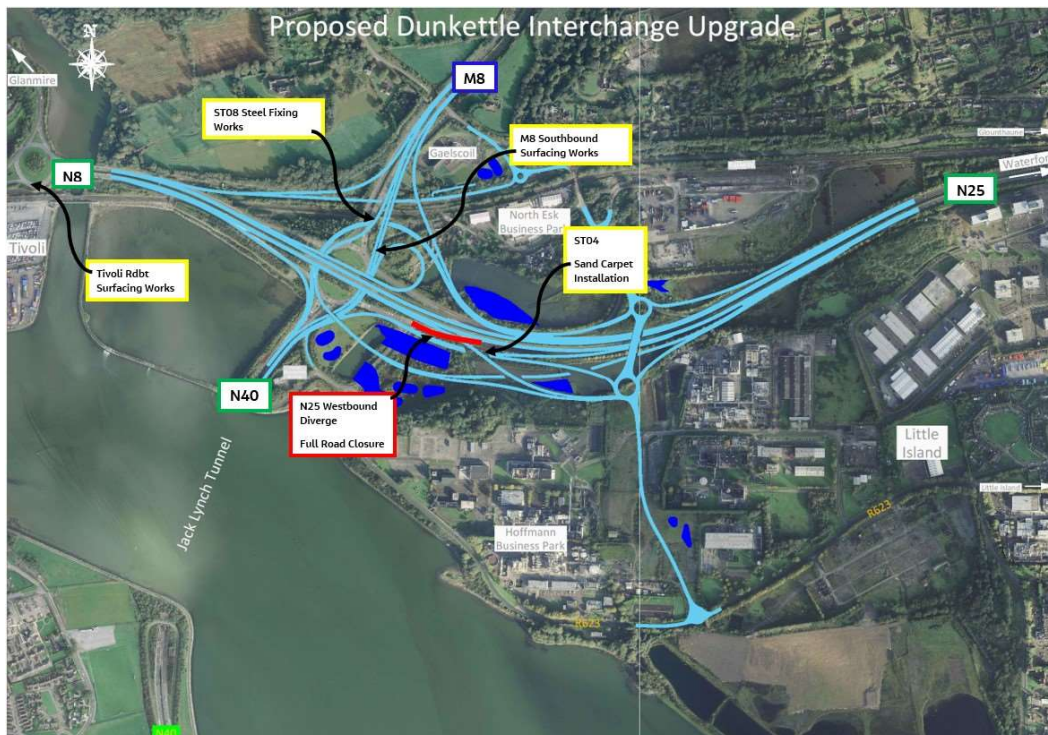 Proposed Dunkettle Interchange Upgrade
N
Glanmire
M8
ST08 Steel Fixing
Works
M8 Southbound
Surfacing Works
Gaelscoil
Glounthaune
Waterford
N8
N25
North Esk
Business Park
ST04
Sand Carpet
Installation
Tivoli
Tivoli Rdbt
Surfacing Works
N40
N25 Westbound
Diverge
Full Road Closure
Jack Lynch Tunnel
Little
Island
Little Island
R623
Hoffmann
Business Park
R623
N40